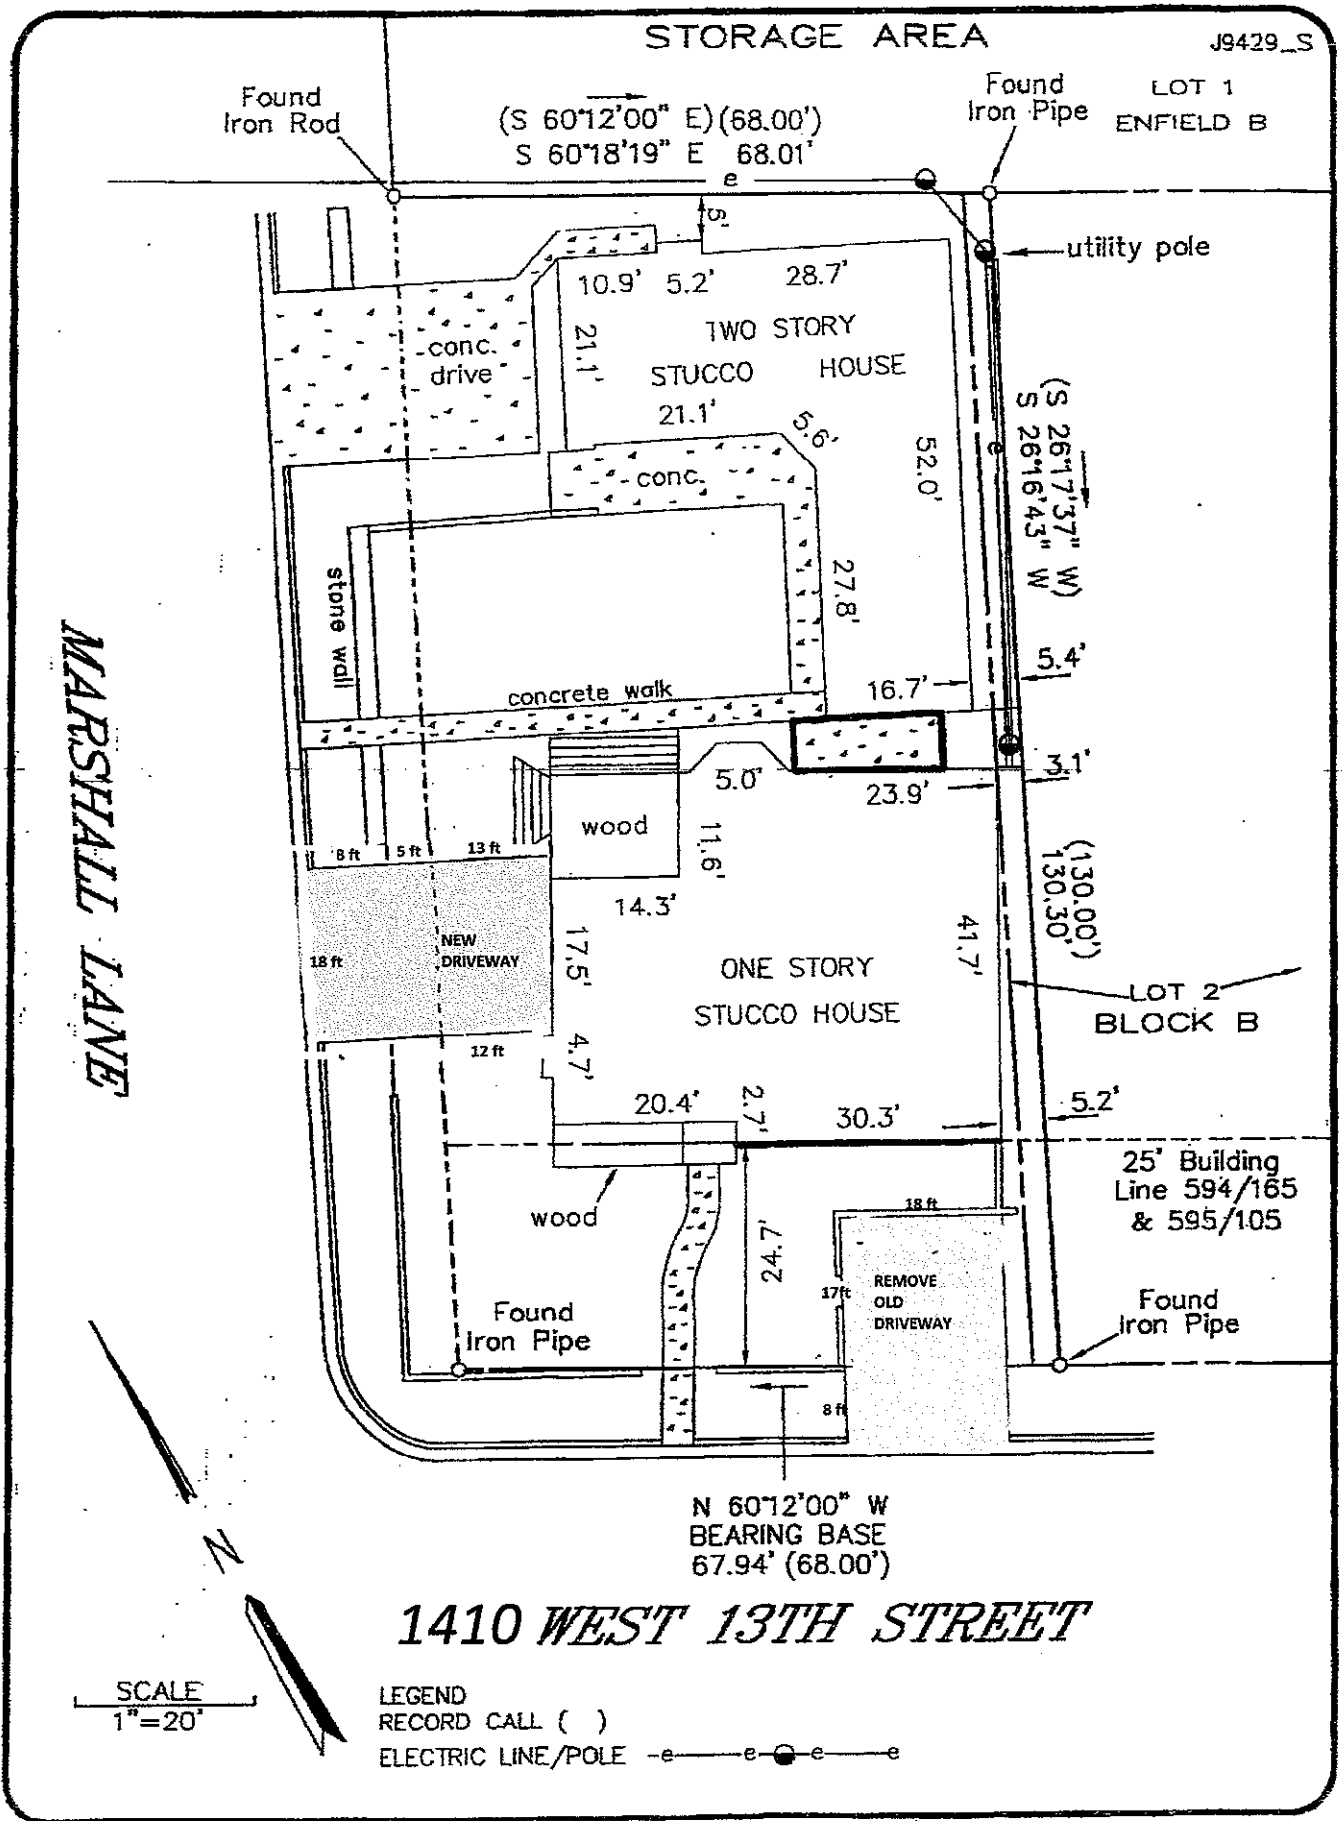 STORAGE AREA
J9429_S
Found
Iron Rod
(S 60°12'00" E)(68.00')
S 60°18'19" E 68.01'
Found
Iron Pipe
LOT 1
ENFIELD B
e
5'
utility pole
10.9' 5.2' 28.7'
TWO STORY
STUCCO HOUSE
21.1'
conc.
drive
21.1'
5.6'
conc.
52.0'
e
(S 26°17'37" W)
S 26°16'43" W
stone wall
27.8'
5.4'
16.7'
concrete walk
3.1'
5.0'
23.9'
wood
11.6'
8 ft 5 ft 13 ft
14.3'
(130.00')
130.30'
MARSHALL LANE
18 ft
NEW
DRIVEWAY
17.5'
ONE STORY
STUCCO HOUSE
41.7'
LOT 2
BLOCK B
12 ft
4.7'
20.4'
2.7'
30.3'
5.2'
25' Building
Line 594/165
& 595/105
wood
18 ft
24.7'
17ft
REMOVE
OLD
DRIVEWAY
Found
Iron Pipe
Found
Iron Pipe
8 ft
N 60°12'00" W
BEARING BASE
67.94' (68.00')
N
1410 WEST 13TH STREET
SCALE
1"=20'
LEGEND
RECORD CALL ( )
ELECTRIC LINE/POLE -e-e-e-e